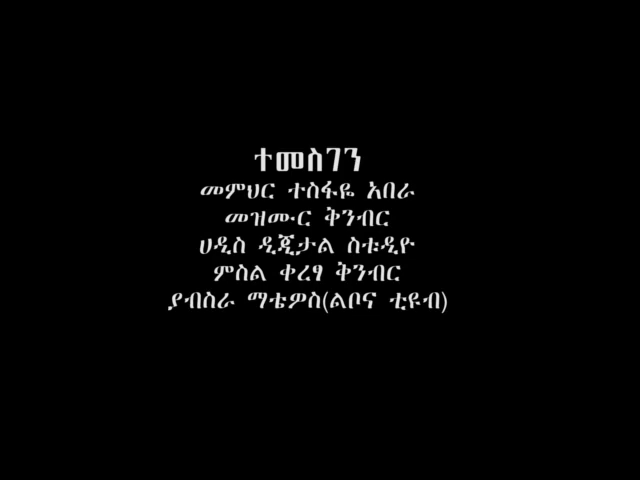 ተመስገን
መምህር ተስፋዬ አበራ
መዝሙር ቅንብር
ሀዲስ ዲጂታል ስቱዲዮ
ምስል ቀረፃ ቅንብር
ያብስራ ማቴዎስ(ልቦና ቲዩብ)